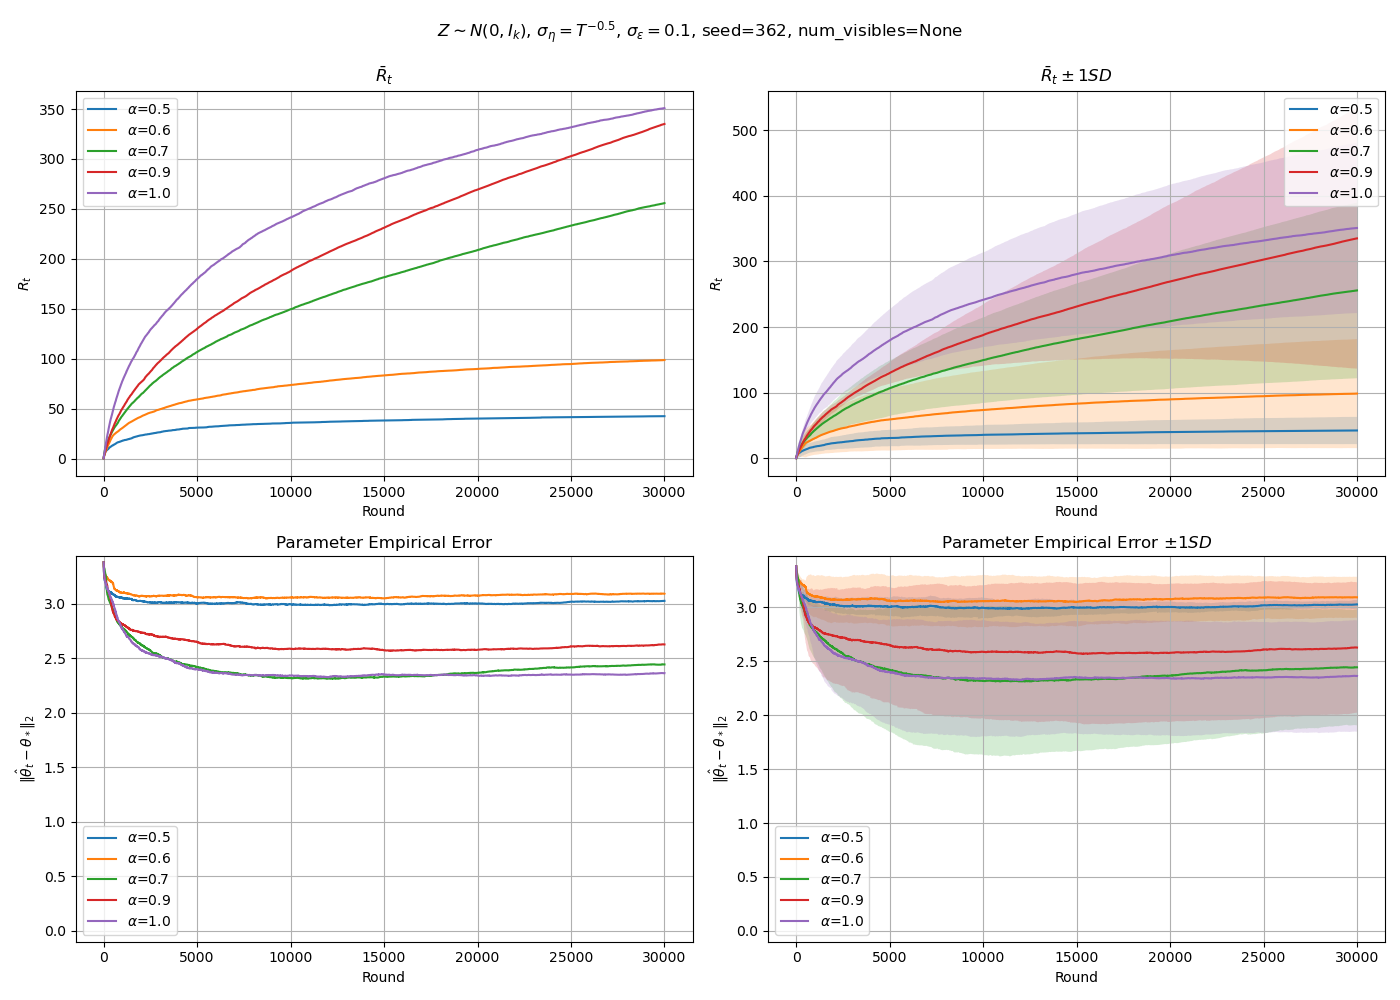 Z ~ N(0, I_k), σ_η = T^{-0.5}, σ_ε = 0.1, seed=362, num_visibles=None
R̄_t
R_t
350
300
250
200
150
100
50
0
α=0.5
α=0.6
α=0.7
α=0.9
α=1.0
0 5000 10000 15000 20000 25000 30000
Round
R̄_t ± 1SD
R_t
500
400
300
200
100
0
α=0.5
α=0.6
α=0.7
α=0.9
α=1.0
0 5000 10000 15000 20000 25000 30000
Round
Parameter Empirical Error
‖θ̂_t − θ_*‖_2
3.0
2.5
2.0
1.5
1.0
0.5
0.0
α=0.5
α=0.6
α=0.7
α=0.9
α=1.0
0 5000 10000 15000 20000 25000 30000
Round
Parameter Empirical Error ±1SD
‖θ̂_t − θ_*‖_2
3.0
2.5
2.0
1.5
1.0
0.5
0.0
α=0.5
α=0.6
α=0.7
α=0.9
α=1.0
0 5000 10000 15000 20000 25000 30000
Round